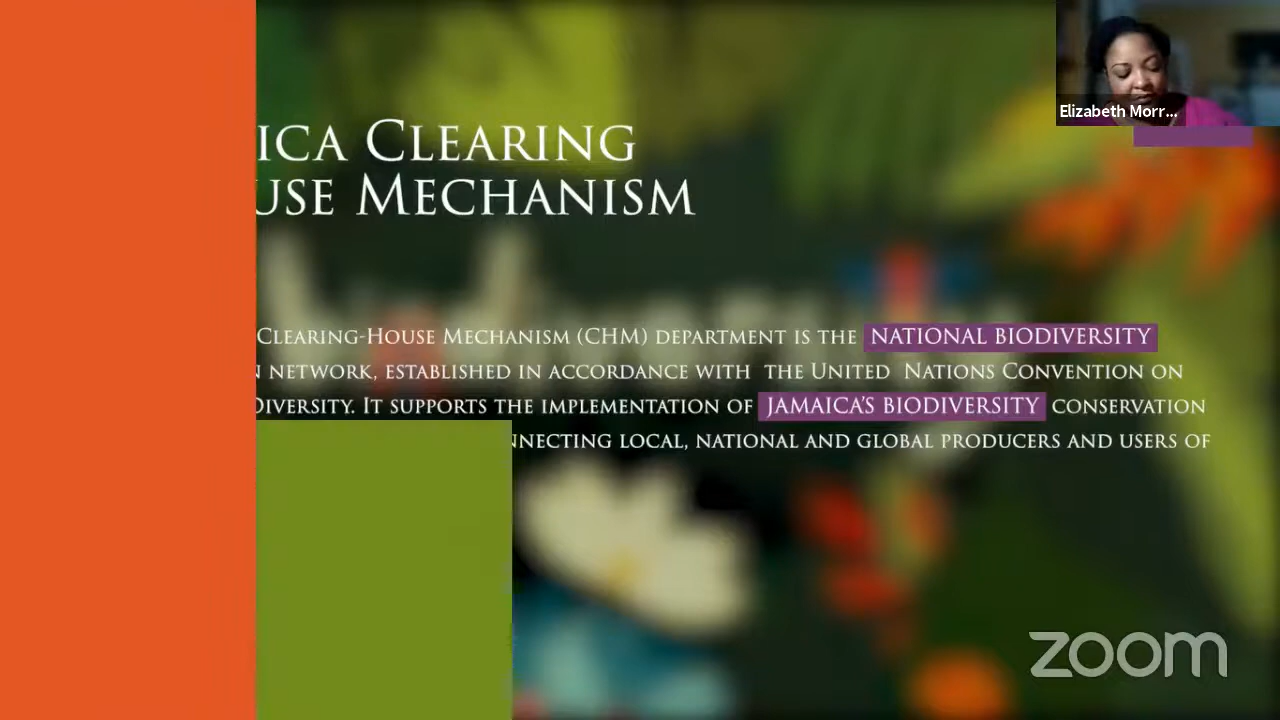 Elizabeth Morr...
ICA CLEARING
USE MECHANISM
CLEARING-HOUSE MECHANISM (CHM) DEPARTMENT IS THE NATIONAL BIODIVERSITY
N NETWORK, ESTABLISHED IN ACCORDANCE WITH THE UNITED NATIONS CONVENTION ON
DIVERSITY. IT SUPPORTS THE IMPLEMENTATION OF JAMAICA'S BIODIVERSITY CONSERVATION
NNECTING LOCAL, NATIONAL AND GLOBAL PRODUCERS AND USERS OF
zoom